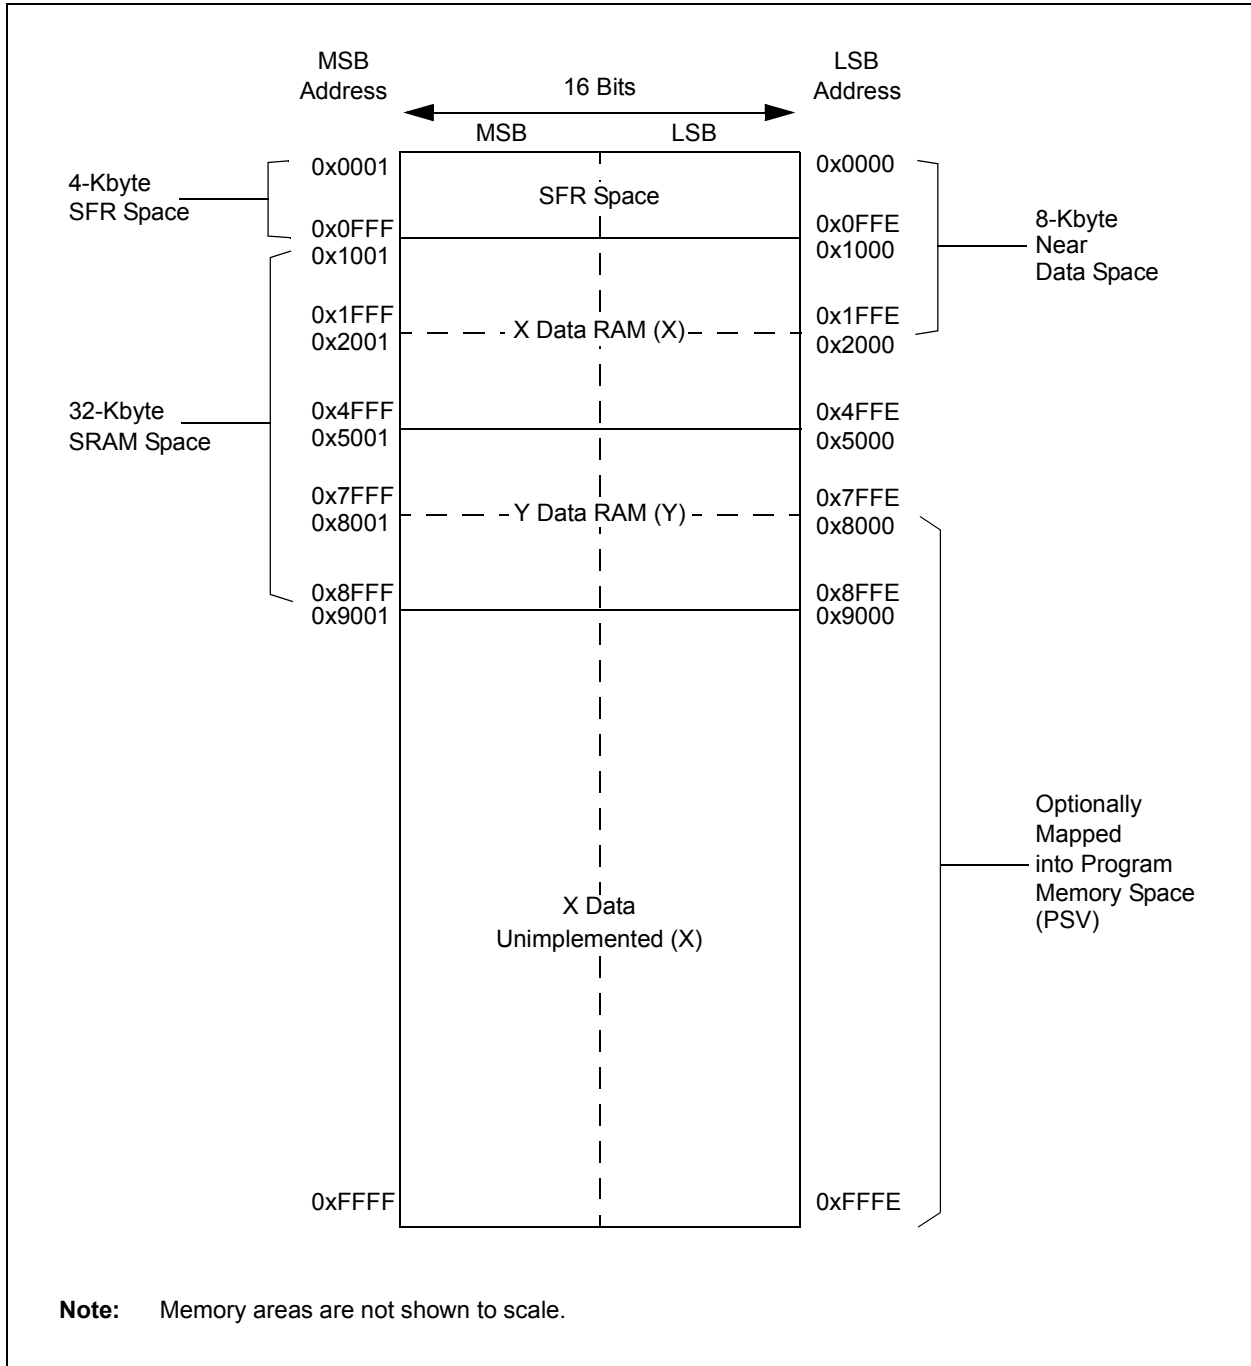 MSB
Address
16 Bits
LSB
Address
MSB
LSB
4-Kbyte
SFR Space
0x0001
0x0FFF
0x1001
SFR Space
0x0000
0x0FFE
0x1000
8-Kbyte
Near
Data Space
0x1FFF
0x2001
X Data RAM (X)
0x1FFE
0x2000
32-Kbyte
SRAM Space
0x4FFF
0x5001
0x4FFE
0x5000
0x7FFF
0x8001
Y Data RAM (Y)
0x7FFE
0x8000
0x8FFF
0x9001
0x8FFE
0x9000
X Data
Unimplemented (X)
Optionally
Mapped
into Program
Memory Space
(PSV)
0xFFFF
0xFFFE
Note: Memory areas are not shown to scale.